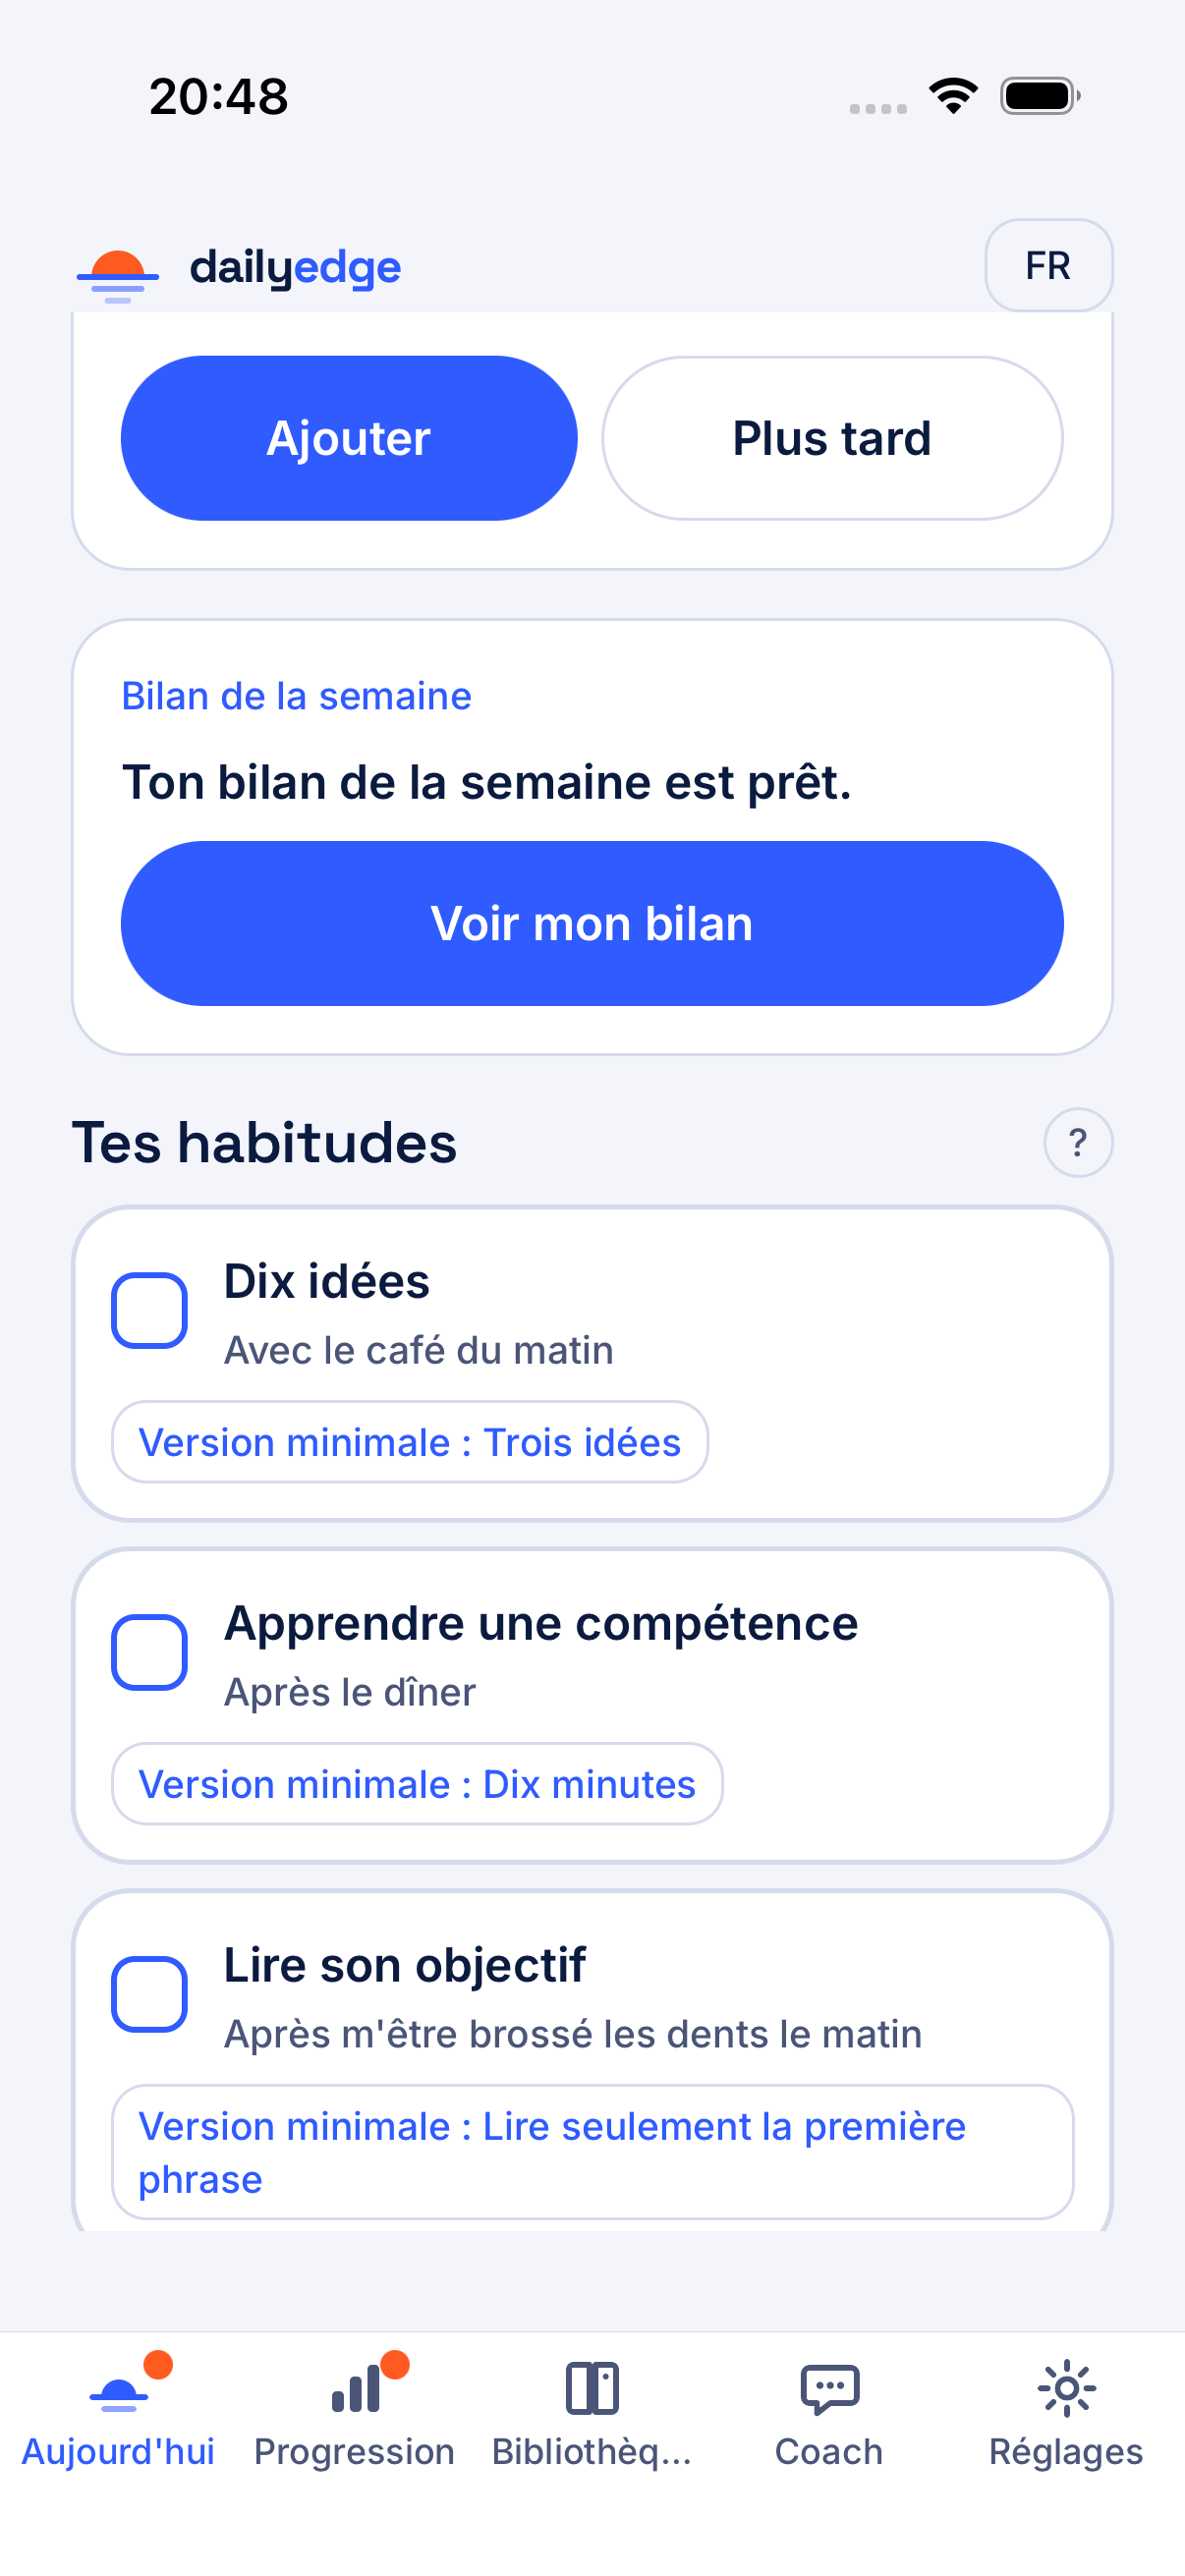 20:48
dailyedge
FR
Ajouter
Plus tard
Bilan de la semaine
Ton bilan de la semaine est prêt.
Voir mon bilan
Tes habitudes
?
Dix idées
Avec le café du matin
Version minimale : Trois idées
Apprendre une compétence
Après le dîner
Version minimale : Dix minutes
Lire son objectif
Après m'être brossé les dents le matin
Version minimale : Lire seulement la première
phrase
Aujourd'hui
Progression
Bibliothèq...
Coach
Réglages